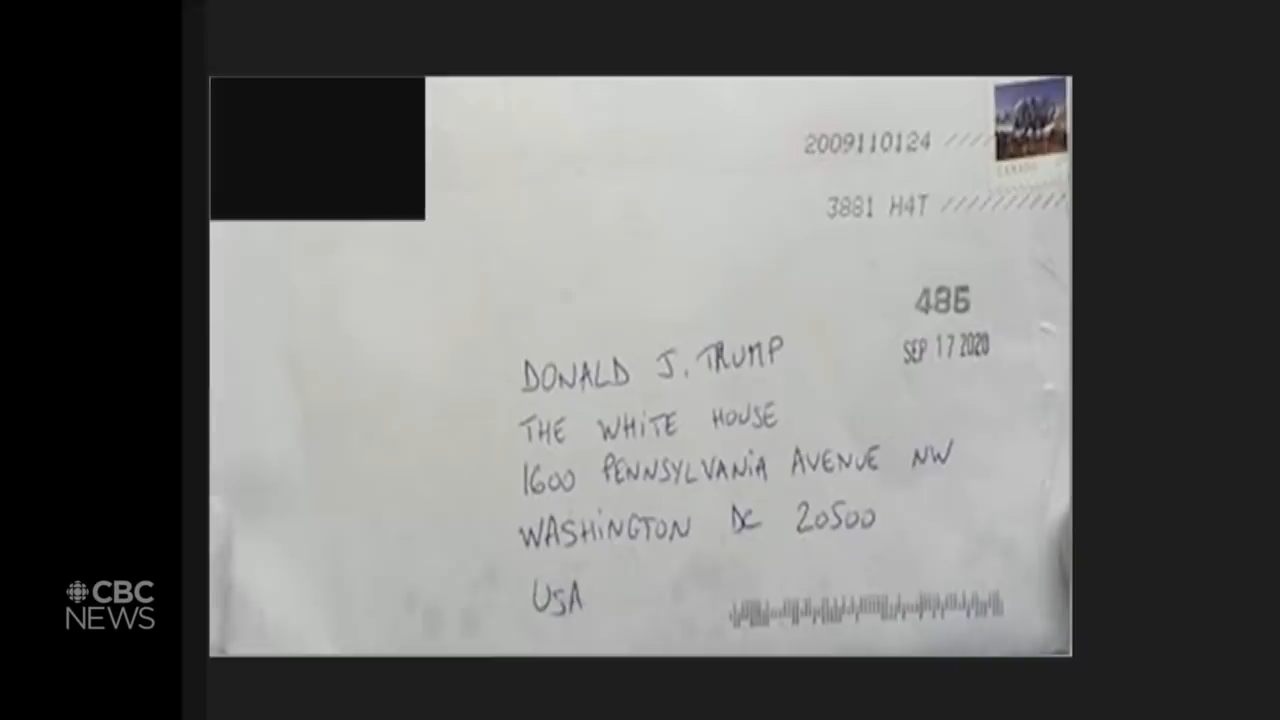 2009110124
3881 H4T
CANADA
486
SEP 17 2020
DONALD J. TRUMP
THE WHITE HOUSE
1600 PENNSYLVANIA AVENUE NW
WASHINGTON DC 20500
USA
CBC
NEWS